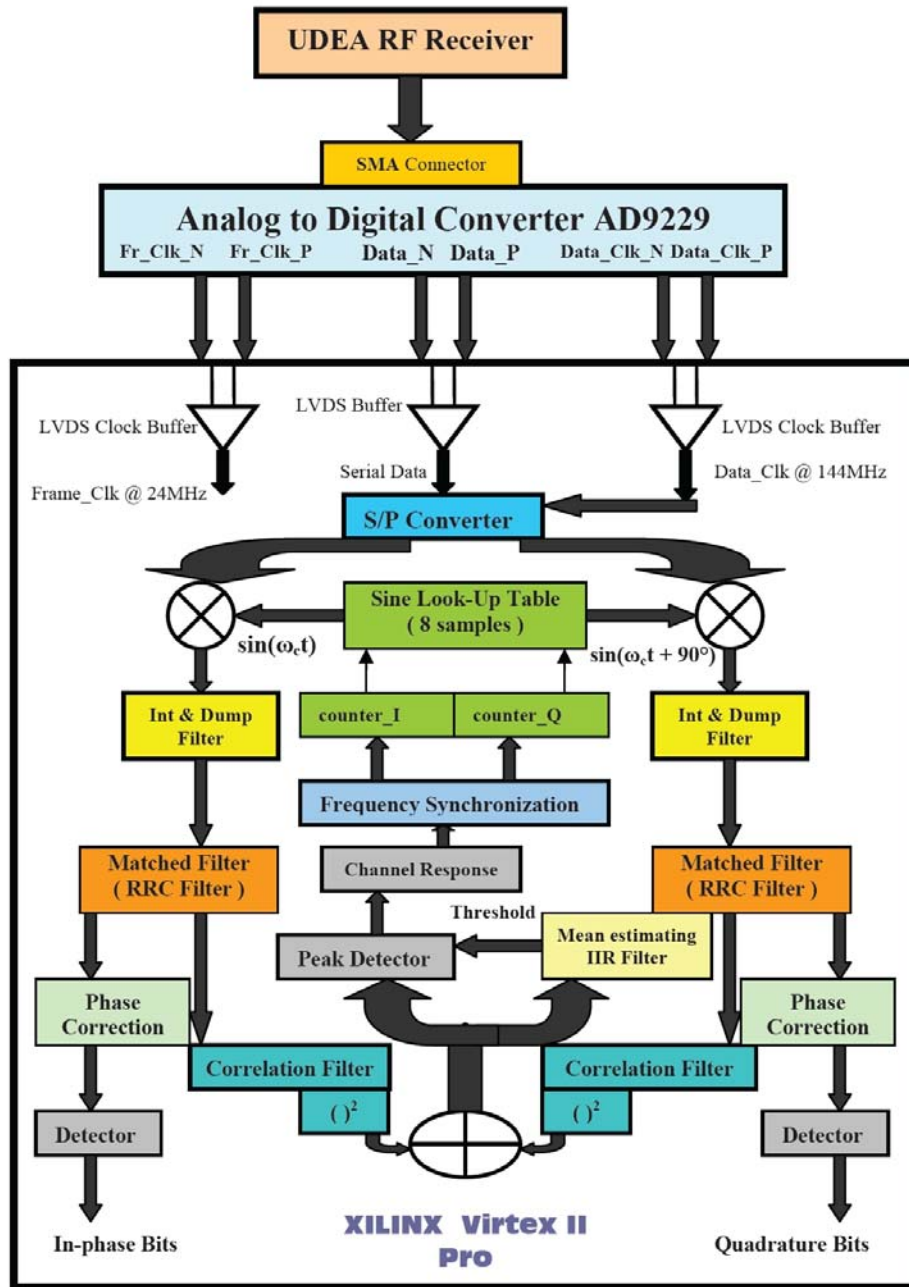 UDEA RF Receiver
SMA Connector
Analog to Digital Converter AD9229
Fr_Clk_N Fr_Clk_P Data_N Data_P Data_Clk_N Data_Clk_P
LVDS Clock Buffer
LVDS Buffer
LVDS Clock Buffer
Frame_Clk @ 24MHz
Serial Data
Data_Clk @ 144MHz
S/P Converter
Sine Look-Up Table
( 8 samples )
sin(ωct)
sin(ωct + 90°)
Int & Dump
Filter
counter_I
counter_Q
Int & Dump
Filter
Frequency Synchronization
Matched Filter
( RRC Filter )
Channel Response
Matched Filter
( RRC Filter )
Threshold
Peak Detector
Mean estimating
IIR Filter
Phase
Correction
Phase
Correction
Correlation Filter
Correlation Filter
( )²
( )²
Detector
Detector
In-phase Bits
XILINX Virtex II
Pro
Quadrature Bits